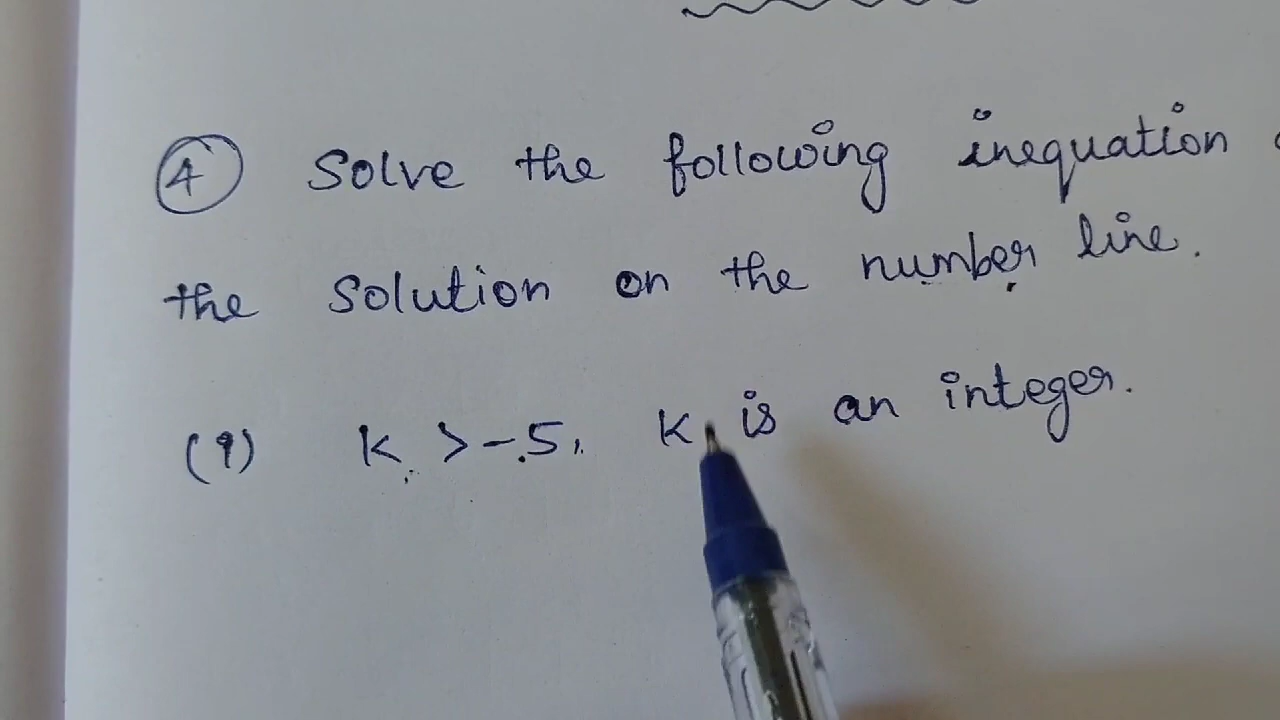 4 Solve the following inequation
the solution on the number line.
(i) K > -5, K is an integer.